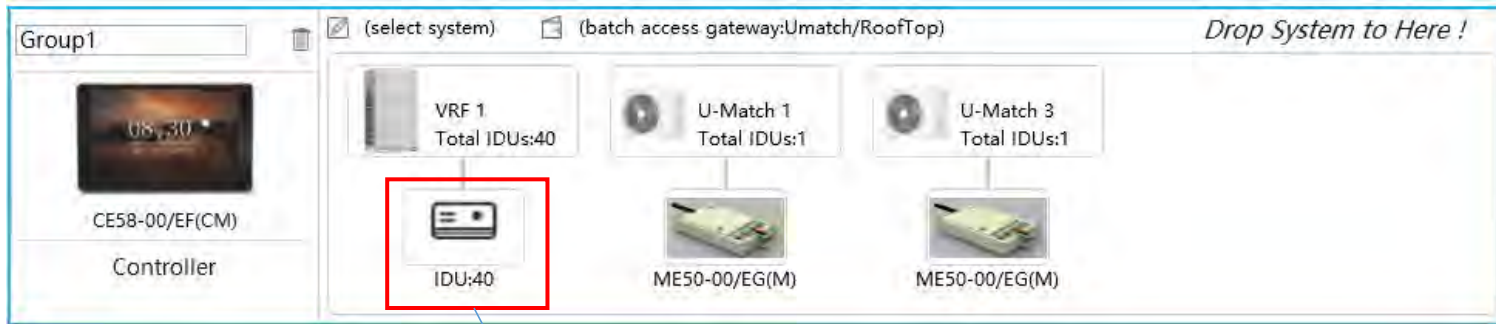 Group1
(select system)
(batch access gateway:Umatch/RoofTop)
Drop System to Here !
08:30
CE58-00/EF(CM)
Controller
VRF 1
Total IDUs:40
IDU:40
U-Match 1
Total IDUs:1
ME50-00/EG(M)
U-Match 3
Total IDUs:1
ME50-00/EG(M)